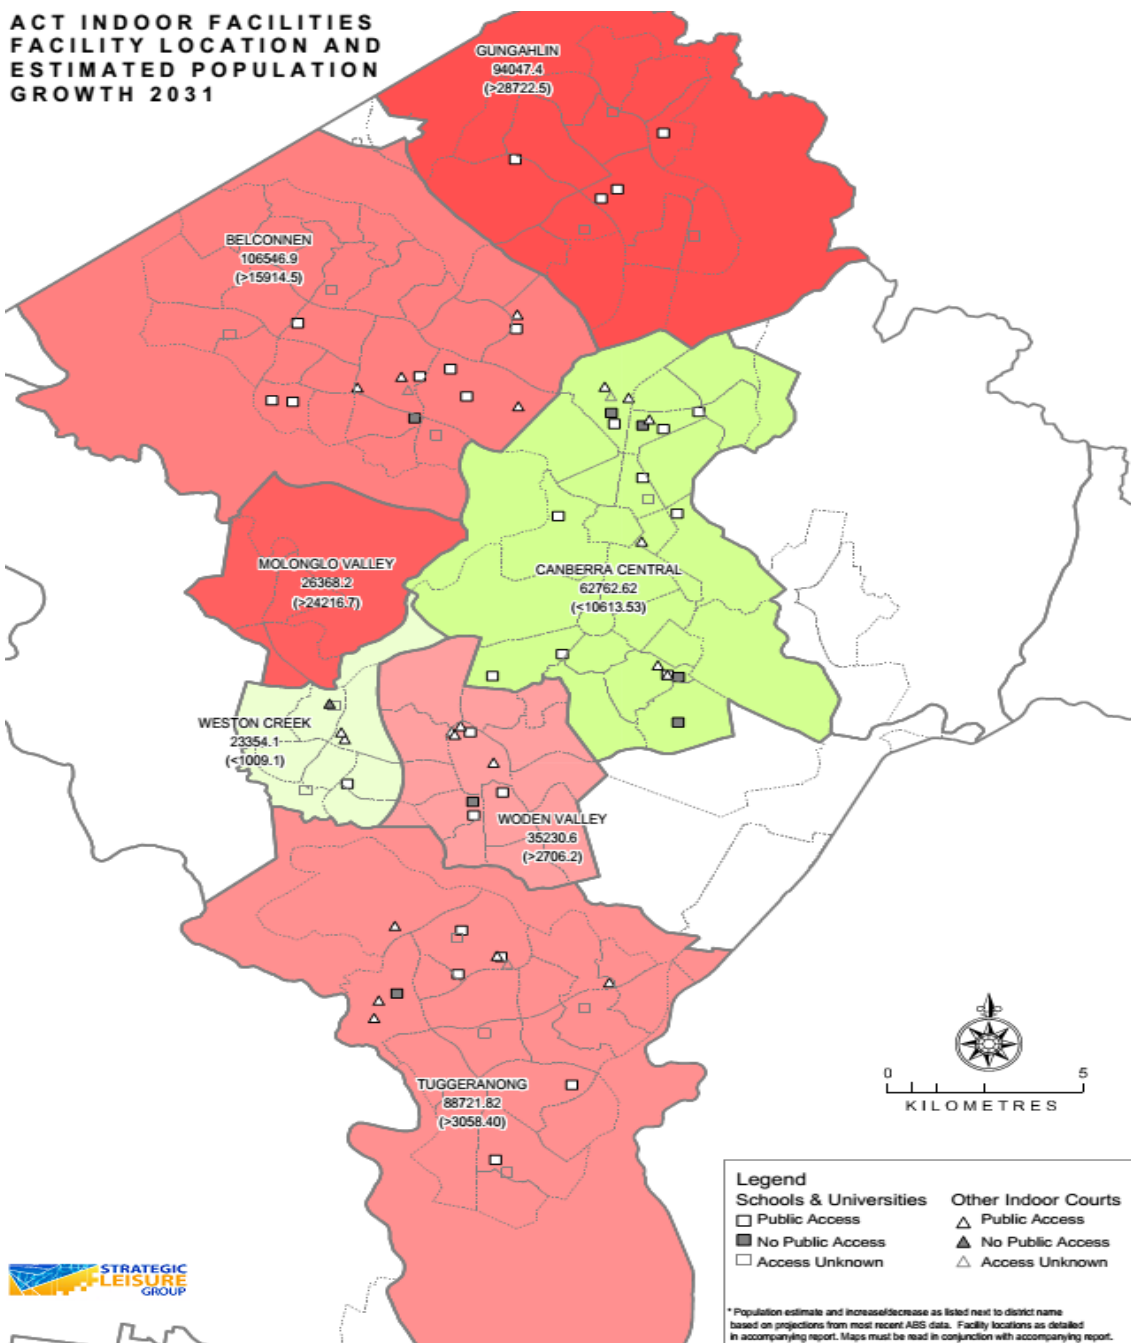 ACT INDOOR FACILITIES
FACILITY LOCATION AND
ESTIMATED POPULATION
GROWTH 2031
GUNGAHLIN
94047.4
(>28722.5)
BELCONNEN
106546.9
(>15914.5)
MOLONGLO VALLEY
26368.2
(>24216.7)
CANBERRA CENTRAL
62762.62
(<10613.53)
WESTON CREEK
23354.1
(<1009.1)
WODEN VALLEY
35230.6
(>2706.2)
TUGGERANONG
88721.82
(>3058.40)
0 5
KILOMETRES
Legend
Schools & Universities
Public Access
No Public Access
Access Unknown
Other Indoor Courts
Public Access
No Public Access
Access Unknown
* Population estimate and increase/decrease as listed next to district name
based on projections from most recent ABS data. Facility locations as detailed
in accompanying report. Maps must be read in conjunction with accompanying report.
STRATEGIC
LEISURE
GROUP